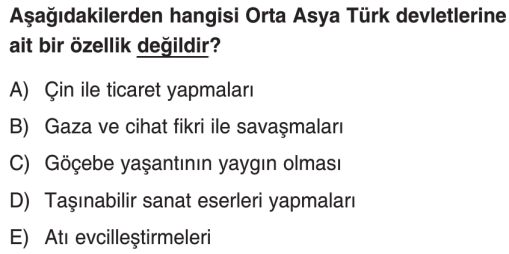 Aşağıdakilerden hangisi Orta Asya Türk devletlerine
ait bir özellik değildir?
A) Çin ile ticaret yapmaları
B) Gaza ve cihat fikri ile savaşmaları
C) Göçebe yaşantının yaygın olması
D) Taşınabilir sanat eserleri yapmaları
E) Atı evcilleştirmeleri